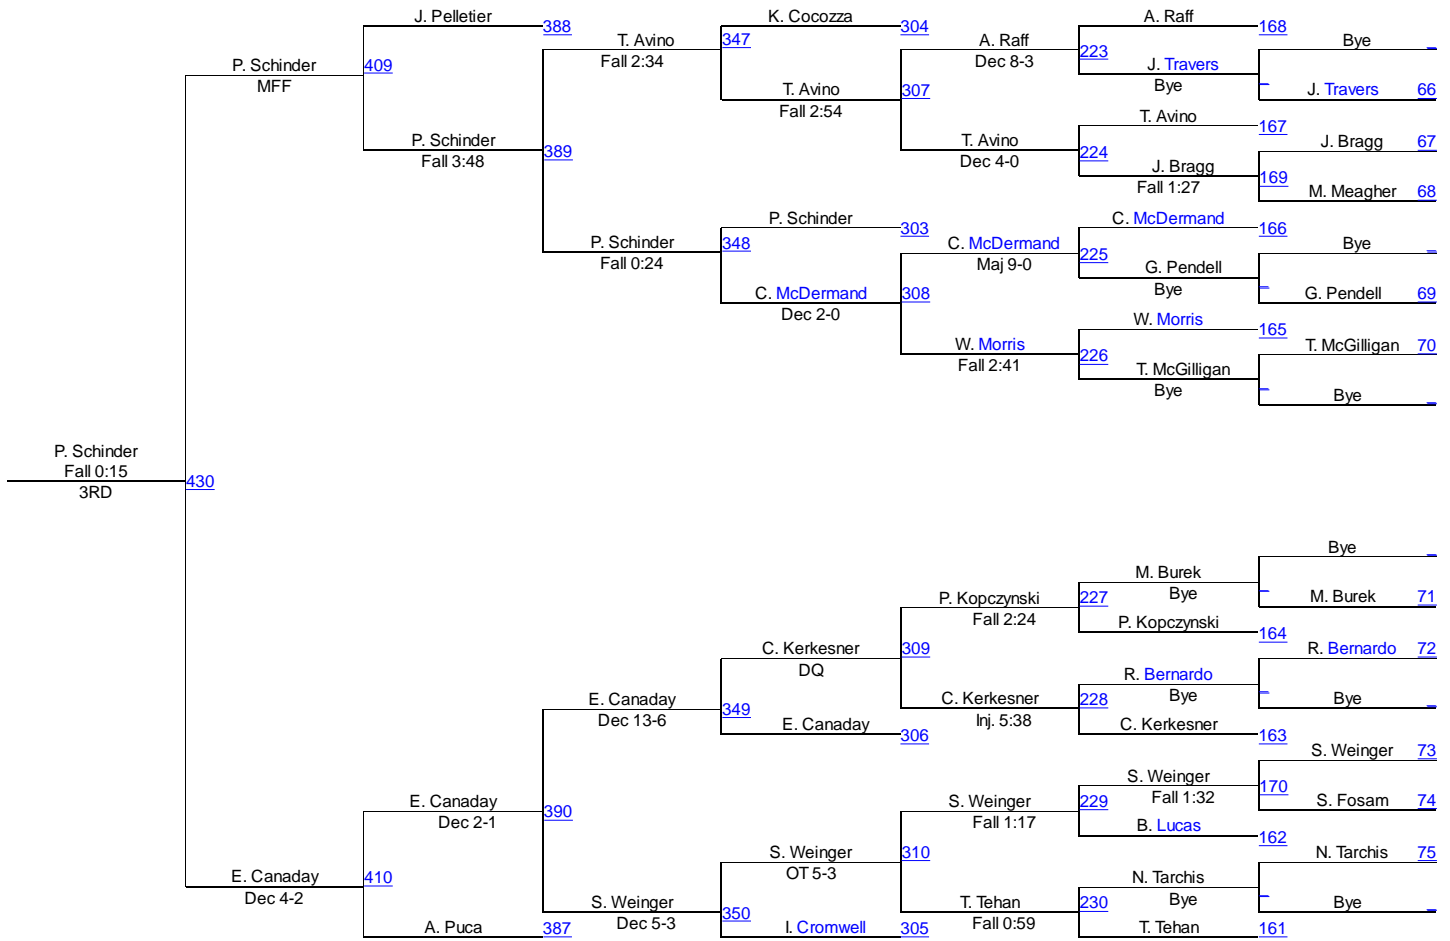 J. Pelletier 388
K. Cocozza 304
A. Raff 168
T. Avino 347
Fall 2:34
A. Raff 223
Dec 8-3
Bye _
P. Schinder 409
MFF
J. Travers _
Bye
T. Avino 307
Fall 2:54
J. Travers 66
T. Avino 167
P. Schinder 389
Fall 3:48
T. Avino 224
Dec 4-0
J. Bragg 67
J. Bragg 169
Fall 1:27
M. Meagher 68
P. Schinder 303
C. McDermand 166
P. Schinder 348
Fall 0:24
C. McDermand 225
Maj 9-0
Bye _
G. Pendell _
Bye
C. McDermand 308
Dec 2-0
G. Pendell 69
W. Morris 165
W. Morris 226
Fall 2:41
T. McGilligan 70
T. McGilligan _
Bye
Bye _
P. Schinder
Fall 0:15
3RD
430
Bye _
M. Burek _
Bye
P. Kopczynski 227
Fall 2:24
M. Burek 71
P. Kopczynski 164
C. Kerkesner 309
DQ
R. Bernardo 72
R. Bernardo _
Bye
E. Canaday 349
Dec 13-6
C. Kerkesner 228
Inj. 5:38
Bye _
E. Canaday 306
C. Kerkesner 163
S. Weinger 73
S. Weinger 170
Fall 1:32
E. Canaday 390
Dec 2-1
S. Weinger 229
Fall 1:17
S. Fosam 74
B. Lucas 162
S. Weinger 310
OT 5-3
N. Tarchis 75
E. Canaday 410
Dec 4-2
N. Tarchis _
Bye
S. Weinger 350
Dec 5-3
T. Tehan 230
Fall 0:59
Bye _
A. Puca 387
I. Cromwell 305
T. Tehan 161